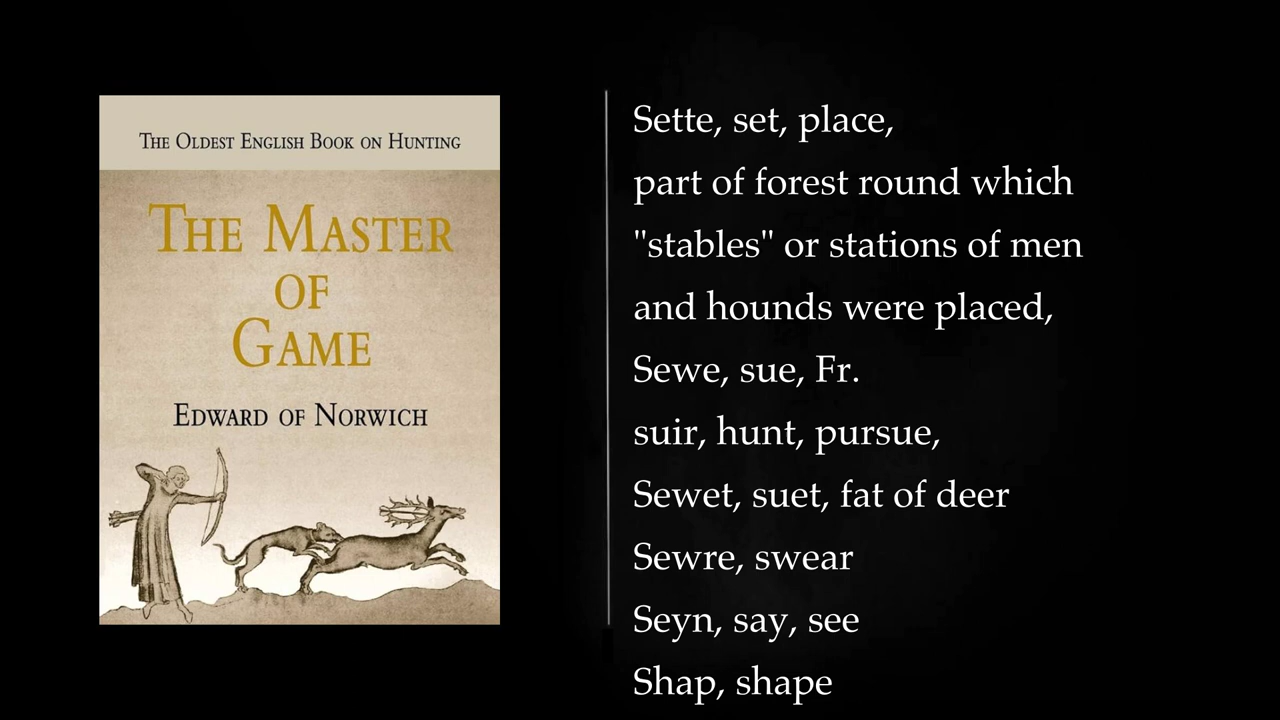 The Oldest English Book on Hunting
The Master
of
Game
Edward of Norwich
Sette, set, place,
part of forest round which
"stables" or stations of men
and hounds were placed,
Sewe, sue, Fr.
suir, hunt, pursue,
Sewet, suet, fat of deer
Sewre, swear
Seyn, say, see
Shap, shape